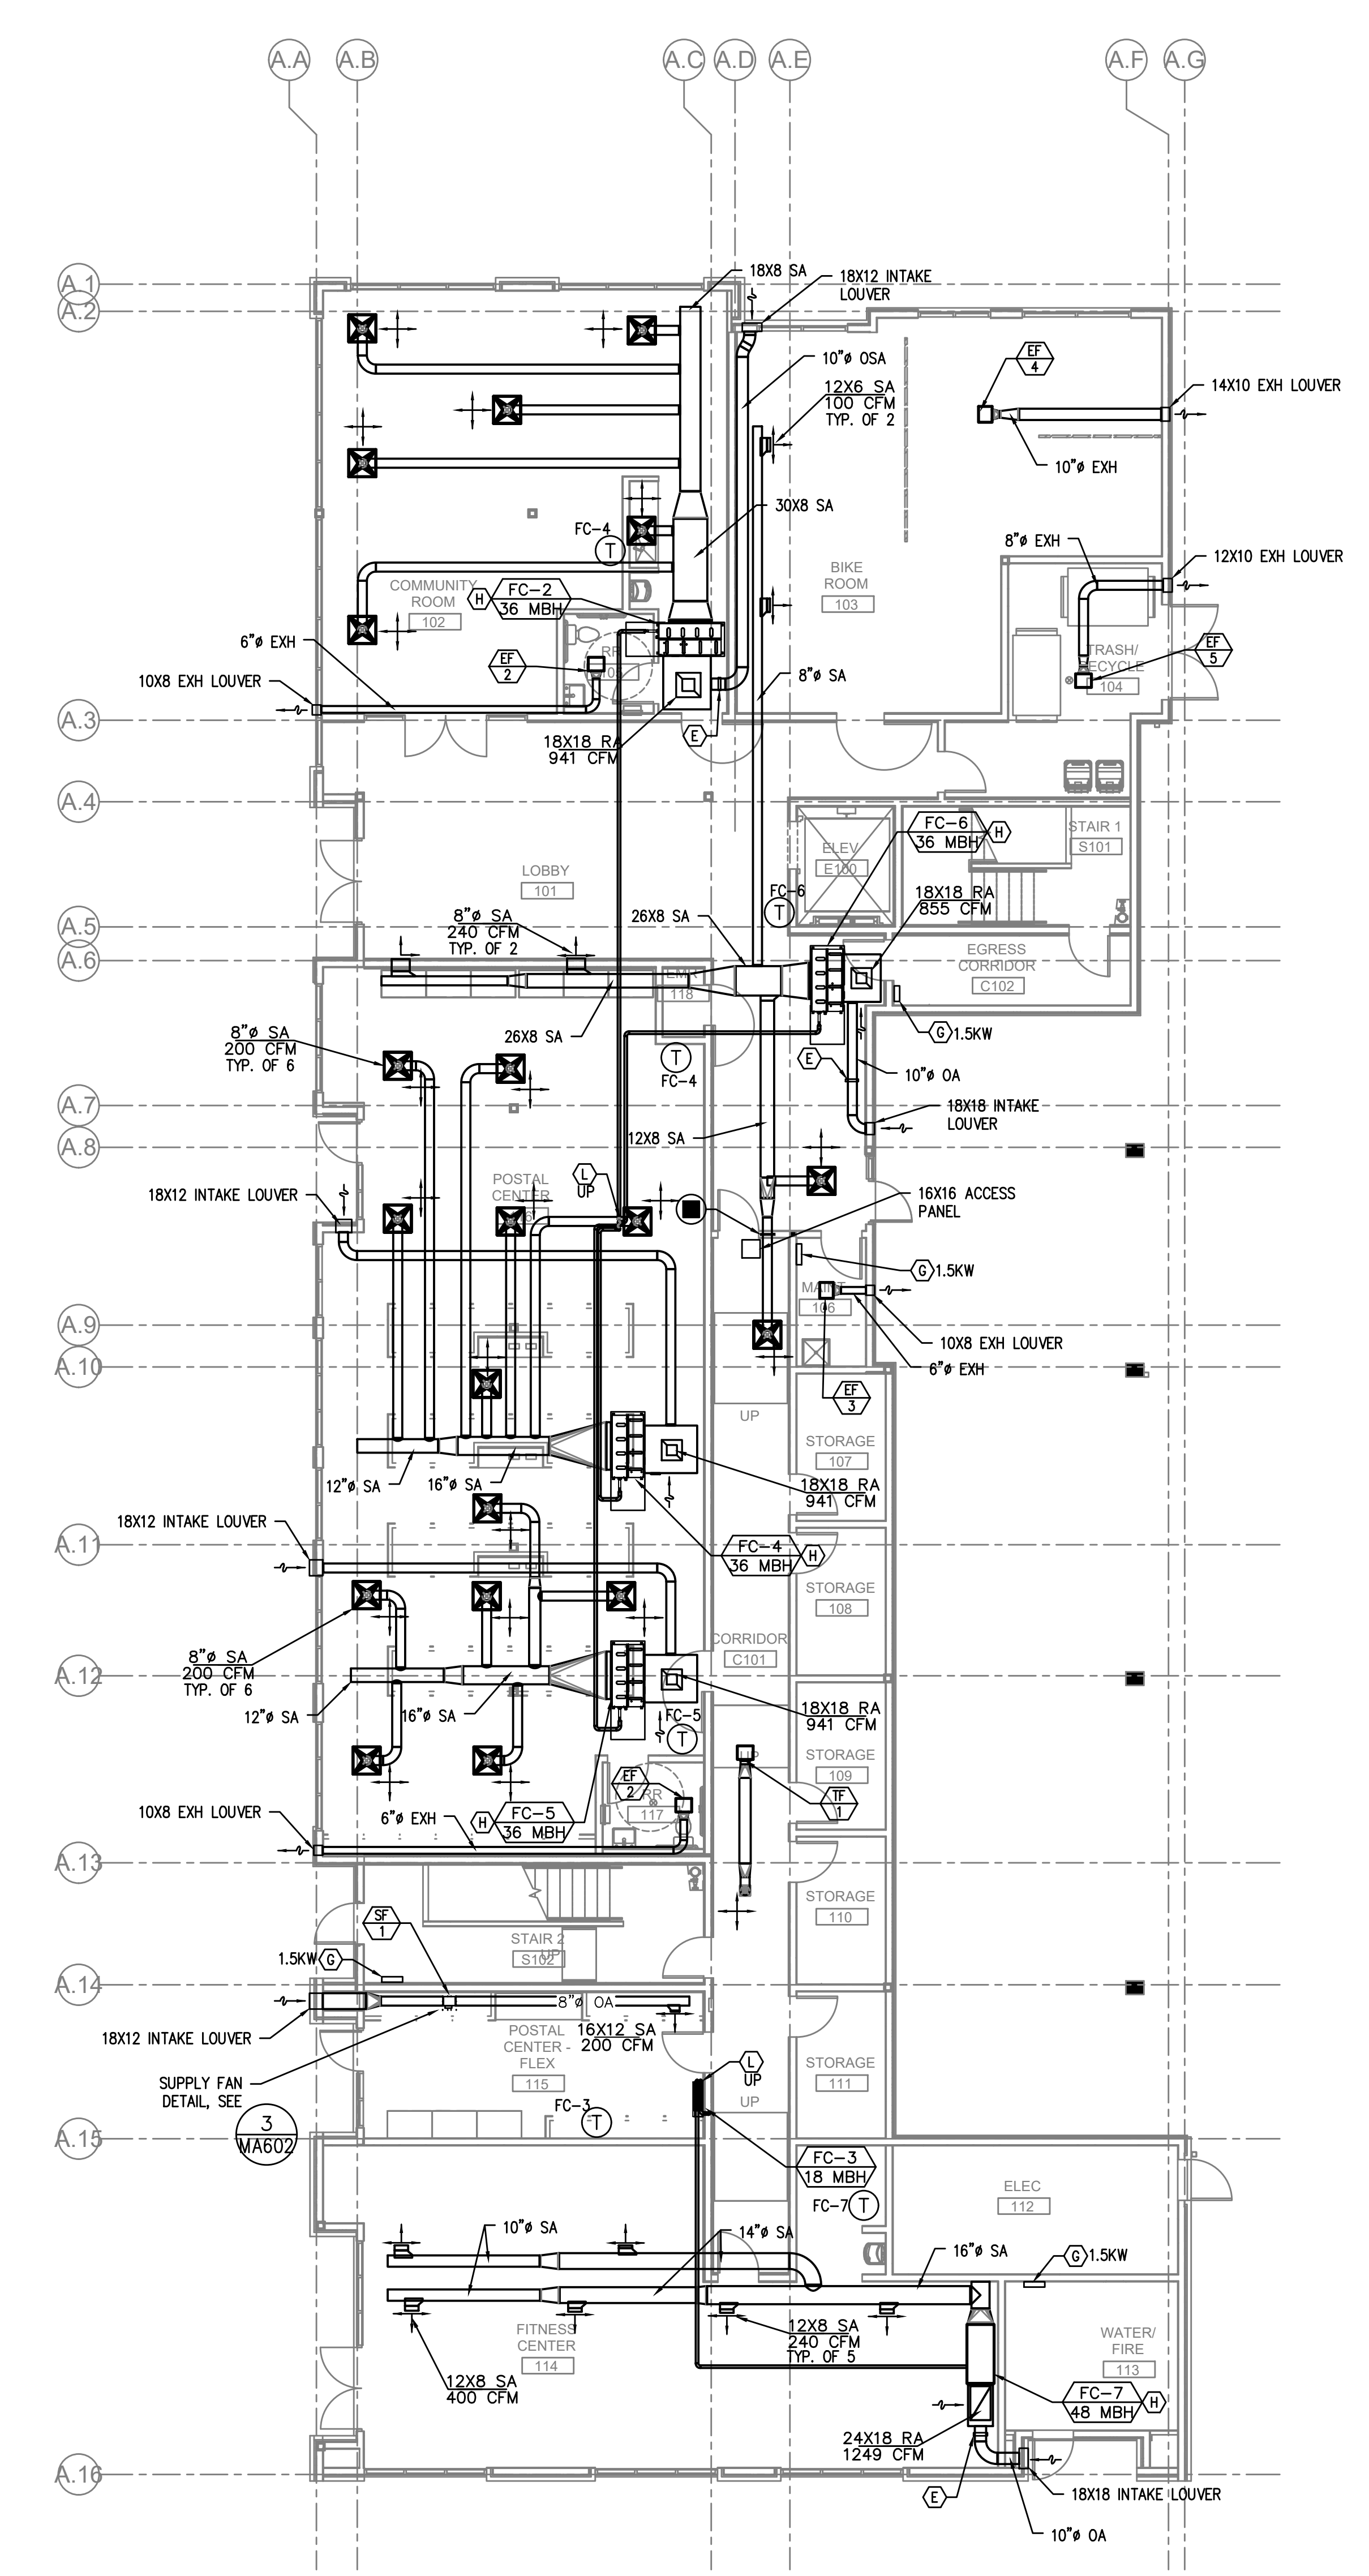 A.A
A.B
A.C
A.D
A.E
A.F
A.G
A.1
A.2
18X8 SA
18X12 INTAKE
LOUVER
10"ø OSA
12X6 SA
100 CFM
TYP. OF 2
EF
4
14X10 EXH LOUVER
10"ø EXH
30X8 SA
FC-4
T
8"ø EXH
12X10 EXH LOUVER
BIKE
ROOM
103
COMMUNITY
ROOM
102
H
FC-2
36 MBH
6"ø EXH
EF
2
RR
105
TRASH/
RECYCLE
104
EF
5
10X8 EXH LOUVER
8"ø SA
A.3
E
18X18 RA
941 CFM
A.4
FC-6
36 MBH
H
STAIR 1
S101
ELEV
E100
LOBBY
101
FC-6
T
18X18 RA
855 CFM
8"ø SA
240 CFM
TYP. OF 2
26X8 SA
A.5
A.6
EGRESS
CORRIDOR
C102
EMR
118
26X8 SA
G
1.5KW
8"ø SA
200 CFM
TYP. OF 6
T
FC-4
E
10"ø OA
A.7
18X18 INTAKE
LOUVER
A.8
12X8 SA
L
UP
POSTAL
CENTER
18X12 INTAKE LOUVER
16X16 ACCESS
PANEL
G
1.5KW
MAINT
106
A.9
10X8 EXH LOUVER
6"ø EXH
A.10
EF
3
UP
STORAGE
107
12"ø SA
16"ø SA
18X18 RA
941 CFM
18X12 INTAKE LOUVER
A.11
FC-4
36 MBH
H
STORAGE
108
8"ø SA
200 CFM
TYP. OF 6
CORRIDOR
C101
A.12
12"ø SA
16"ø SA
FC-5
T
18X18 RA
941 CFM
UP
STORAGE
109
EF
2
RR
117
TF
1
10X8 EXH LOUVER
6"ø EXH
H
FC-5
36 MBH
A.13
STORAGE
110
SF
1
STAIR 2
S102
UP
1.5KW
G
A.14
8"ø OA
18X12 INTAKE LOUVER
POSTAL
CENTER -
FLEX
115
16X12 SA
200 CFM
STORAGE
111
L
UP
SUPPLY FAN
DETAIL, SEE
3
MA602
FC-3
T
UP
A.15
FC-3
18 MBH
ELEC
112
FC-7
T
10"ø SA
14"ø SA
16"ø SA
G
1.5KW
FITNESS
CENTER
114
12X8 SA
240 CFM
TYP. OF 5
WATER/
FIRE
113
12X8 SA
400 CFM
FC-7
48 MBH
H
24X18 RA
1249 CFM
A.16
E
18X18 INTAKE LOUVER
10"ø OA